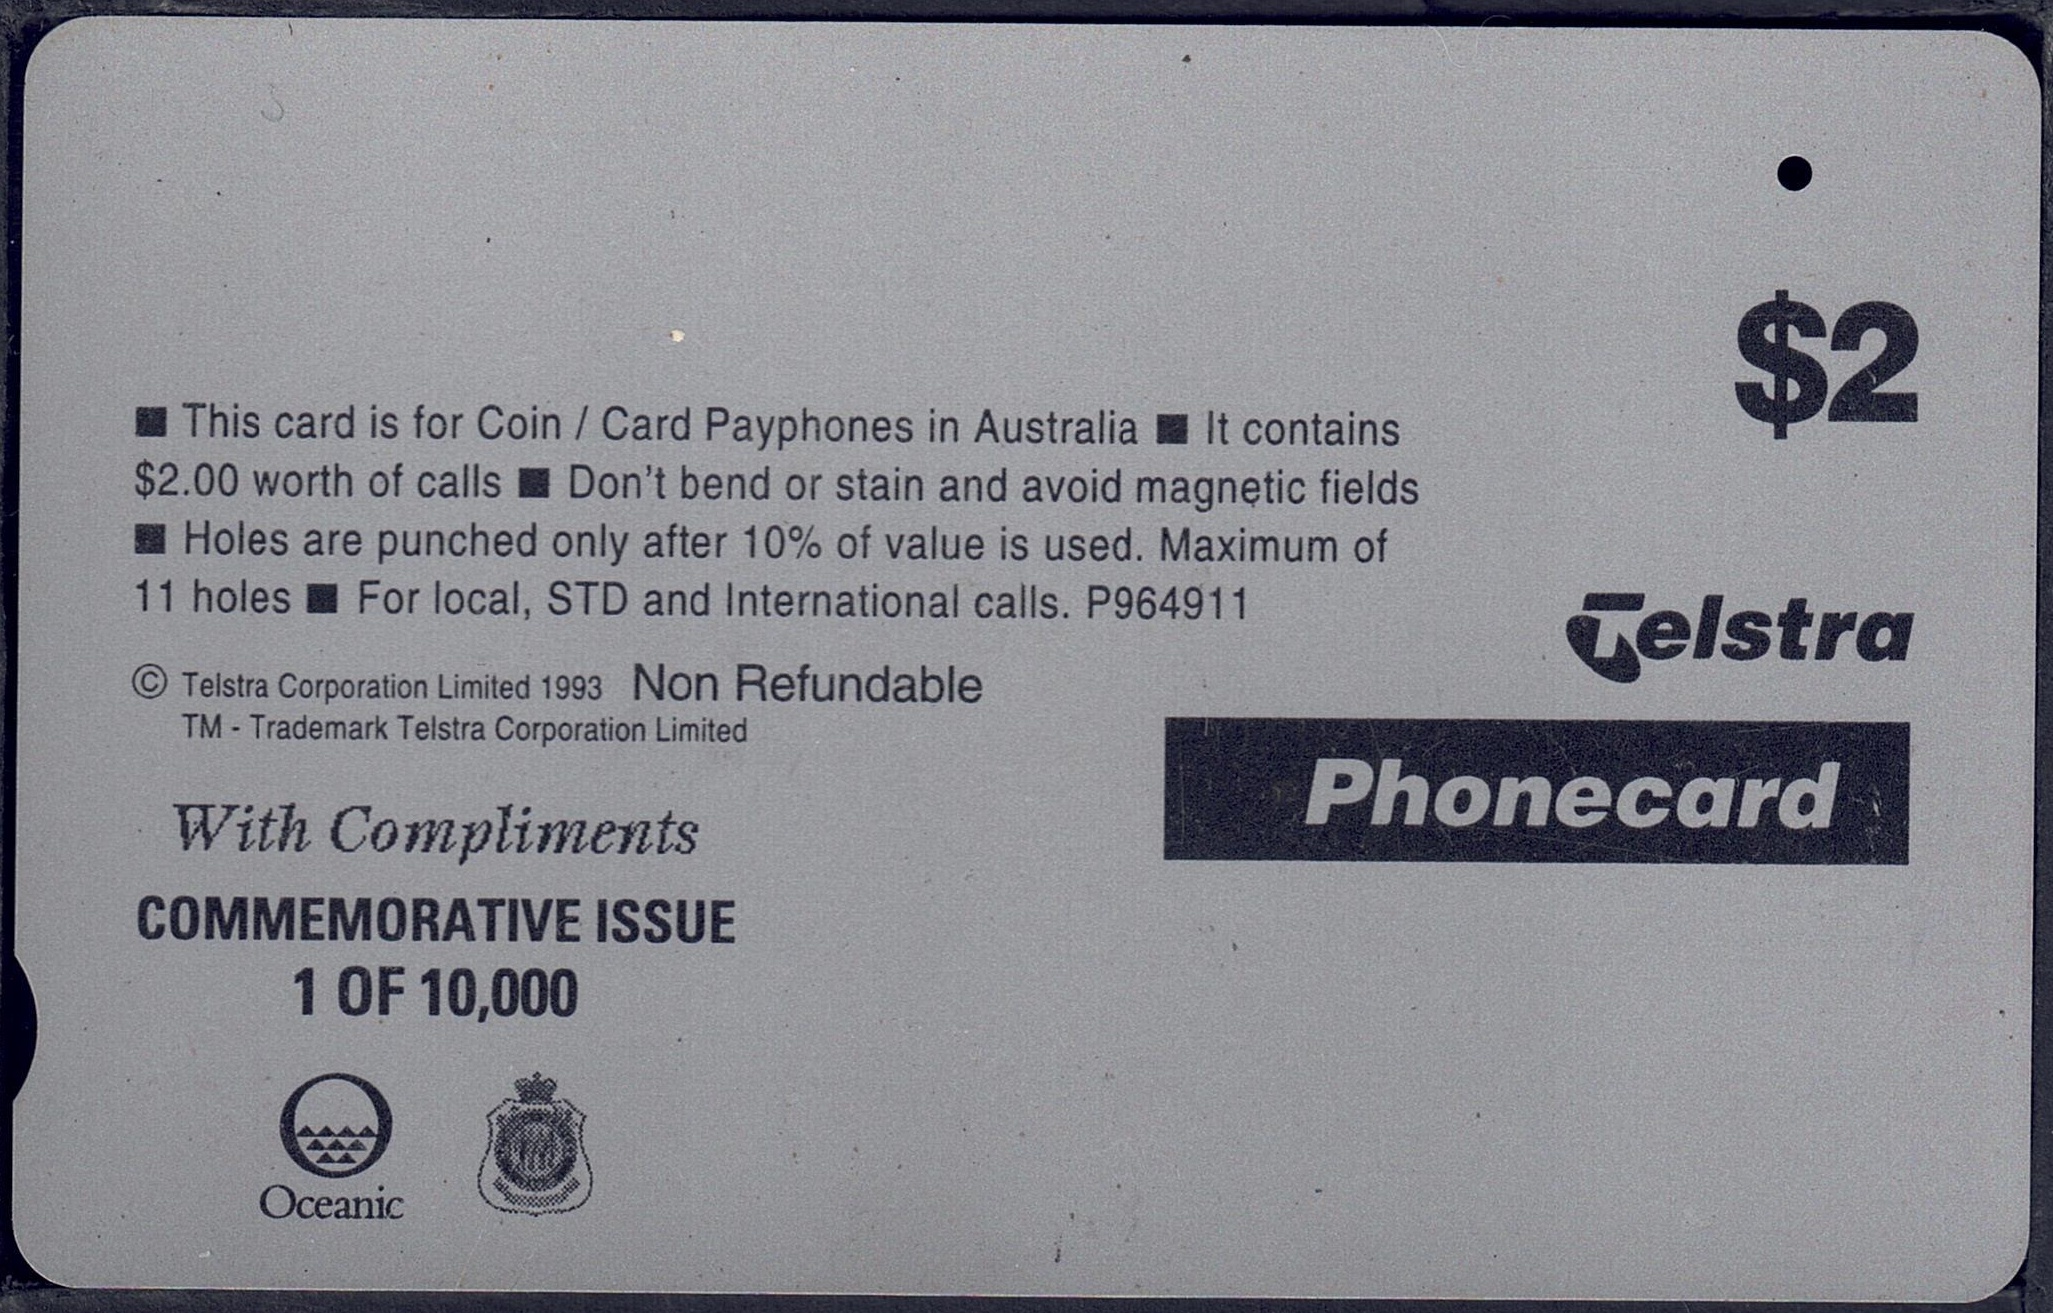 $2
■ This card is for Coin / Card Payphones in Australia ■ It contains
$2.00 worth of calls ■ Don't bend or stain and avoid magnetic fields
■ Holes are punched only after 10% of value is used. Maximum of
11 holes ■ For local, STD and International calls. P964911
Telstra
© Telstra Corporation Limited 1993 Non Refundable
TM - Trademark Telstra Corporation Limited
Phonecard
With Compliments
COMMEMORATIVE ISSUE
1 OF 10,000
Oceanic